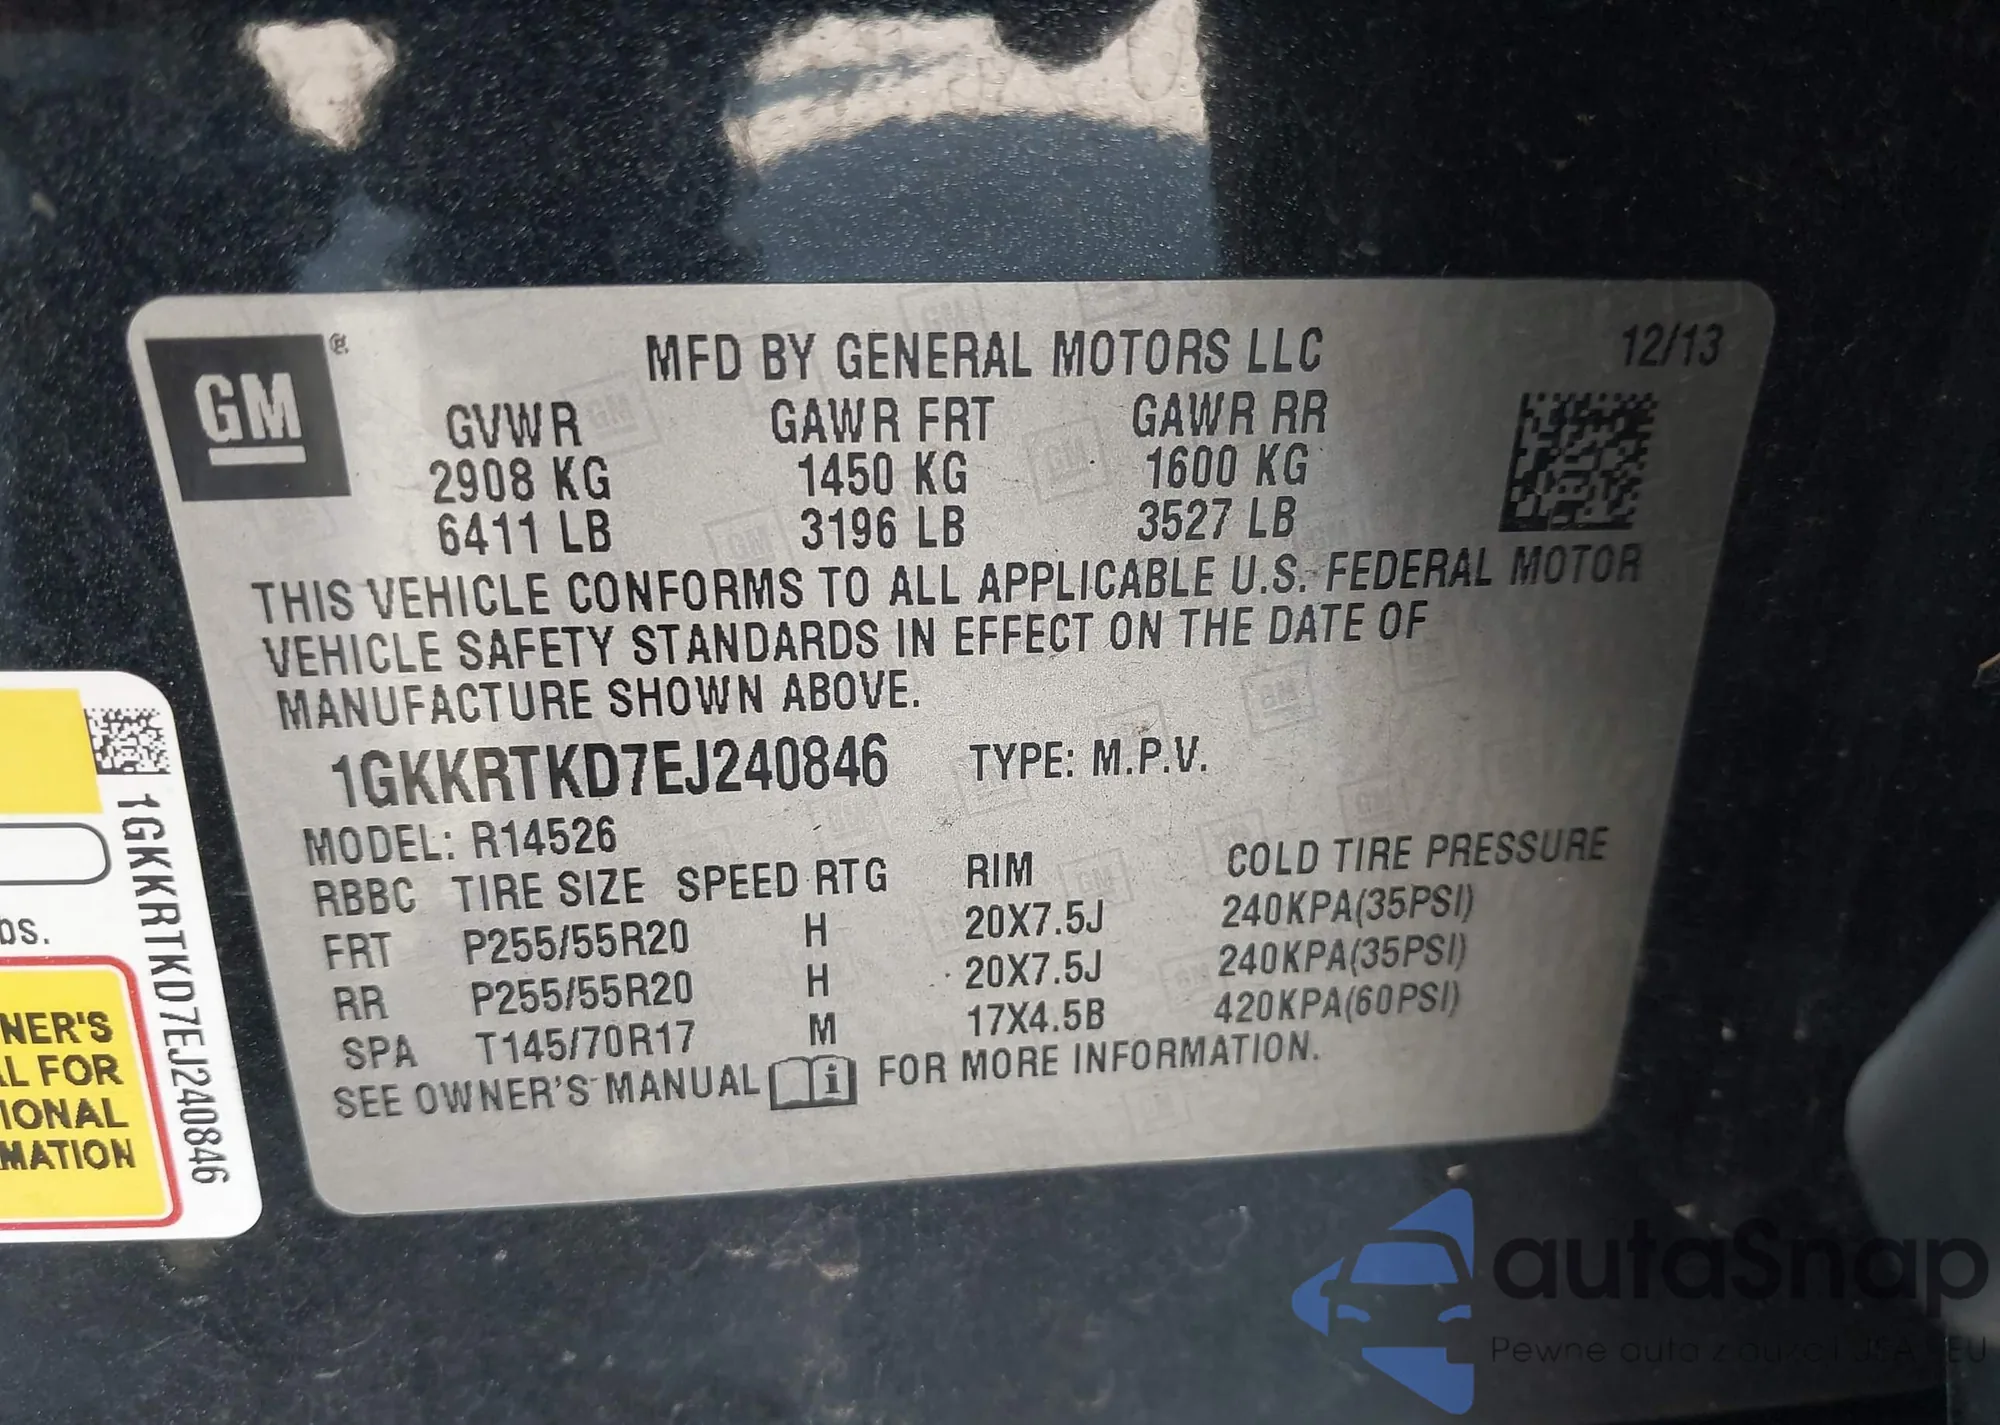 GM
®
MFD BY GENERAL MOTORS LLC
12/13
GVWR GAWR FRT GAWR RR
2908 KG 1450 KG 1600 KG
6411 LB 3196 LB 3527 LB
THIS VEHICLE CONFORMS TO ALL APPLICABLE U.S. FEDERAL MOTOR
VEHICLE SAFETY STANDARDS IN EFFECT ON THE DATE OF
MANUFACTURE SHOWN ABOVE.
1GKKRTKD7EJ240846 TYPE: M.P.V.
MODEL: R14526
RBBC TIRE SIZE SPEED RTG RIM COLD TIRE PRESSURE
FRT P255/55R20 H 20X7.5J 240KPA(35PSI)
RR P255/55R20 H 20X7.5J 240KPA(35PSI)
SPA T145/70R17 M 17X4.5B 420KPA(60PSI)
SEE OWNER'S MANUAL i FOR MORE INFORMATION.
1GKKRTKD7EJ240846
bs.
NER'S
L FOR
IONAL
MATION
autaSnap
Pewne auta z